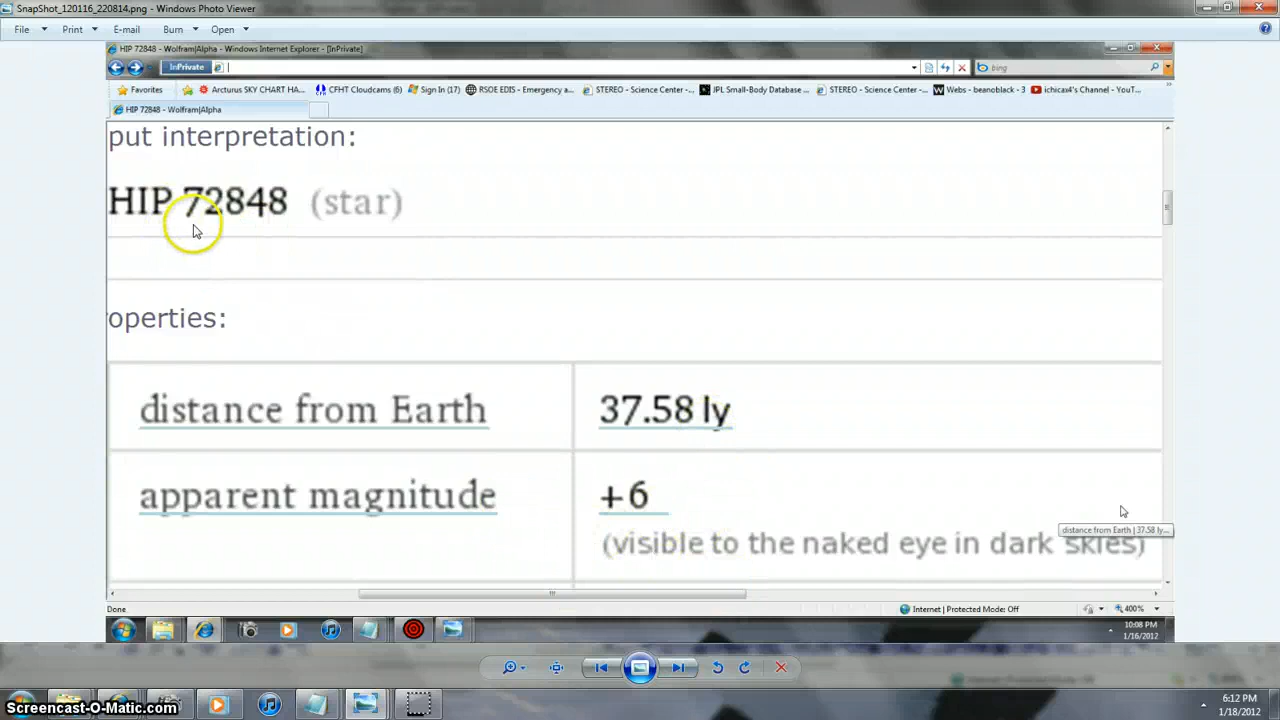 SnapShot_120116_220814.png - Windows Photo Viewer
File Print E-mail Burn Open
HIP 72848 - Wolfram|Alpha - Windows Internet Explorer - [InPrivate]
InPrivate
bing
Favorites Arcturus SKY CHART HA... CFHT Cloudcams (6) Sign In (17) RSOE EDIS - Emergency a... STEREO - Science Center -... JPL Small-Body Database ... STEREO - Science Center -... Webs - beanoblack - 3 ichicax4's Channel - YouT...
HIP 72848 - Wolfram|Alpha
put interpretation:
HIP 72848 (star)
operties:
distance from Earth 37.58 ly
apparent magnitude +6
(visible to the naked eye in dark skies)
distance from Earth | 37.58 ly...
Done Internet | Protected Mode: Off 400%
10:08 PM
1/16/2012
6:12 PM
1/18/2012
Screencast-O-Matic.com